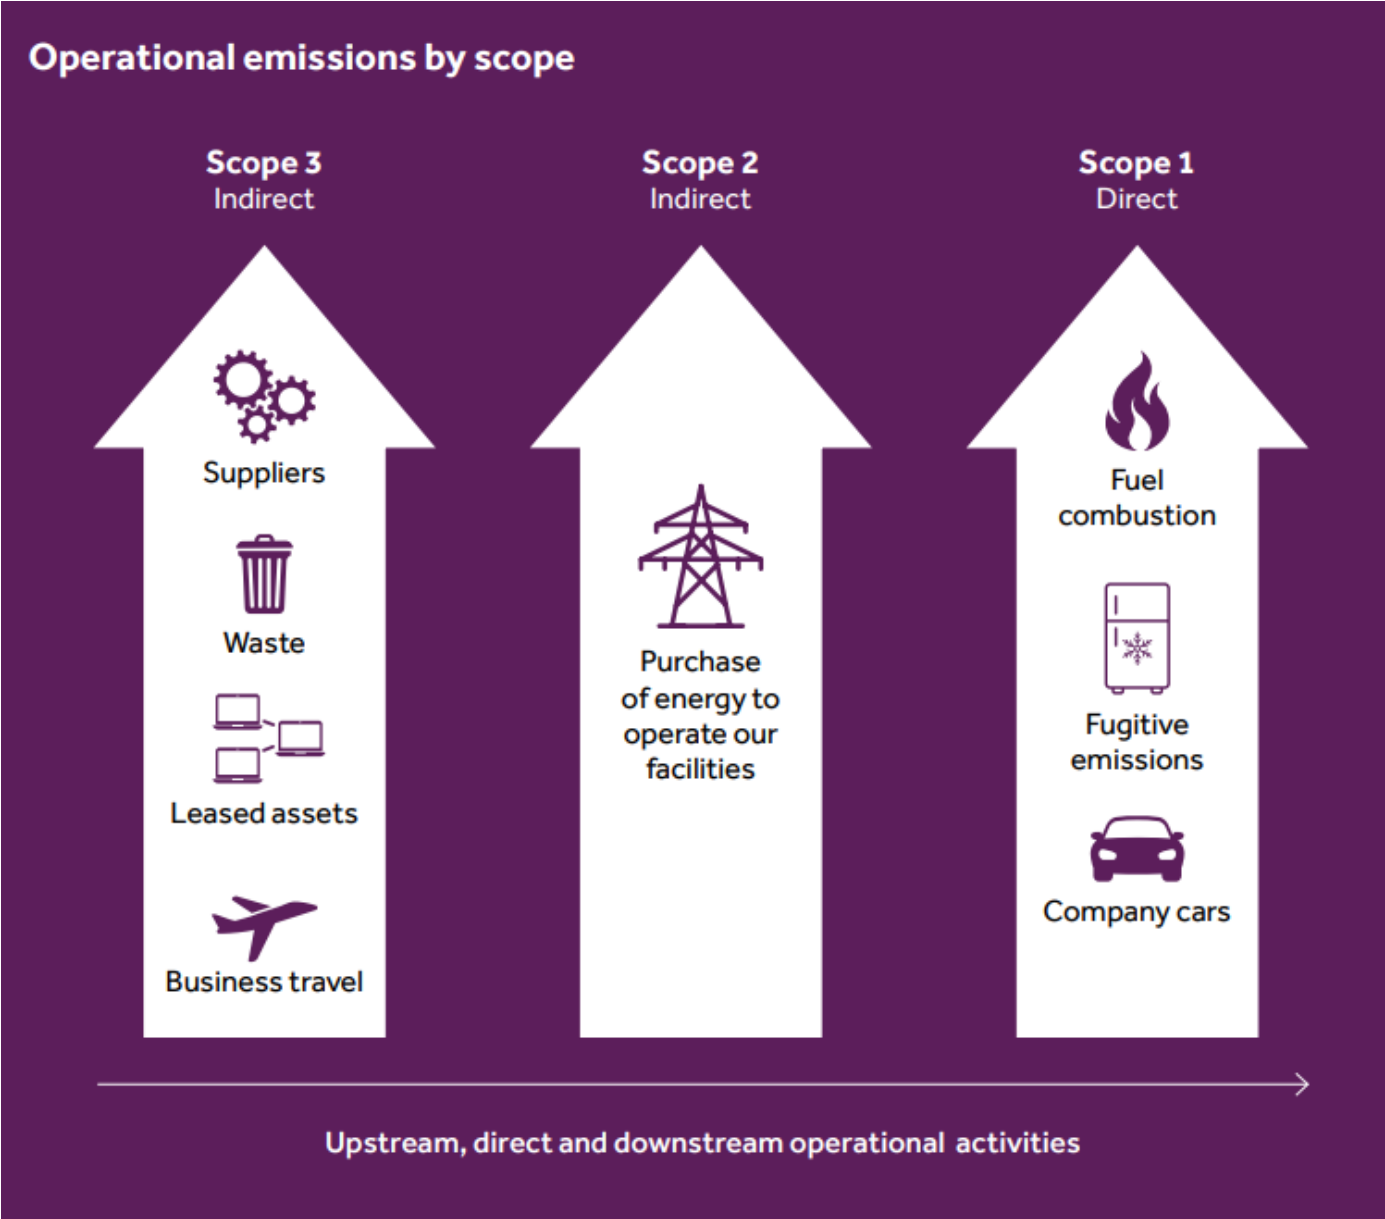 Operational emissions by scope
Scope 3
Indirect
Suppliers
Waste
Leased assets
Business travel
Scope 2
Indirect
Purchase
of energy to
operate our
facilities
Scope 1
Direct
Fuel
combustion
Fugitive
emissions
Company cars
Upstream, direct and downstream operational activities